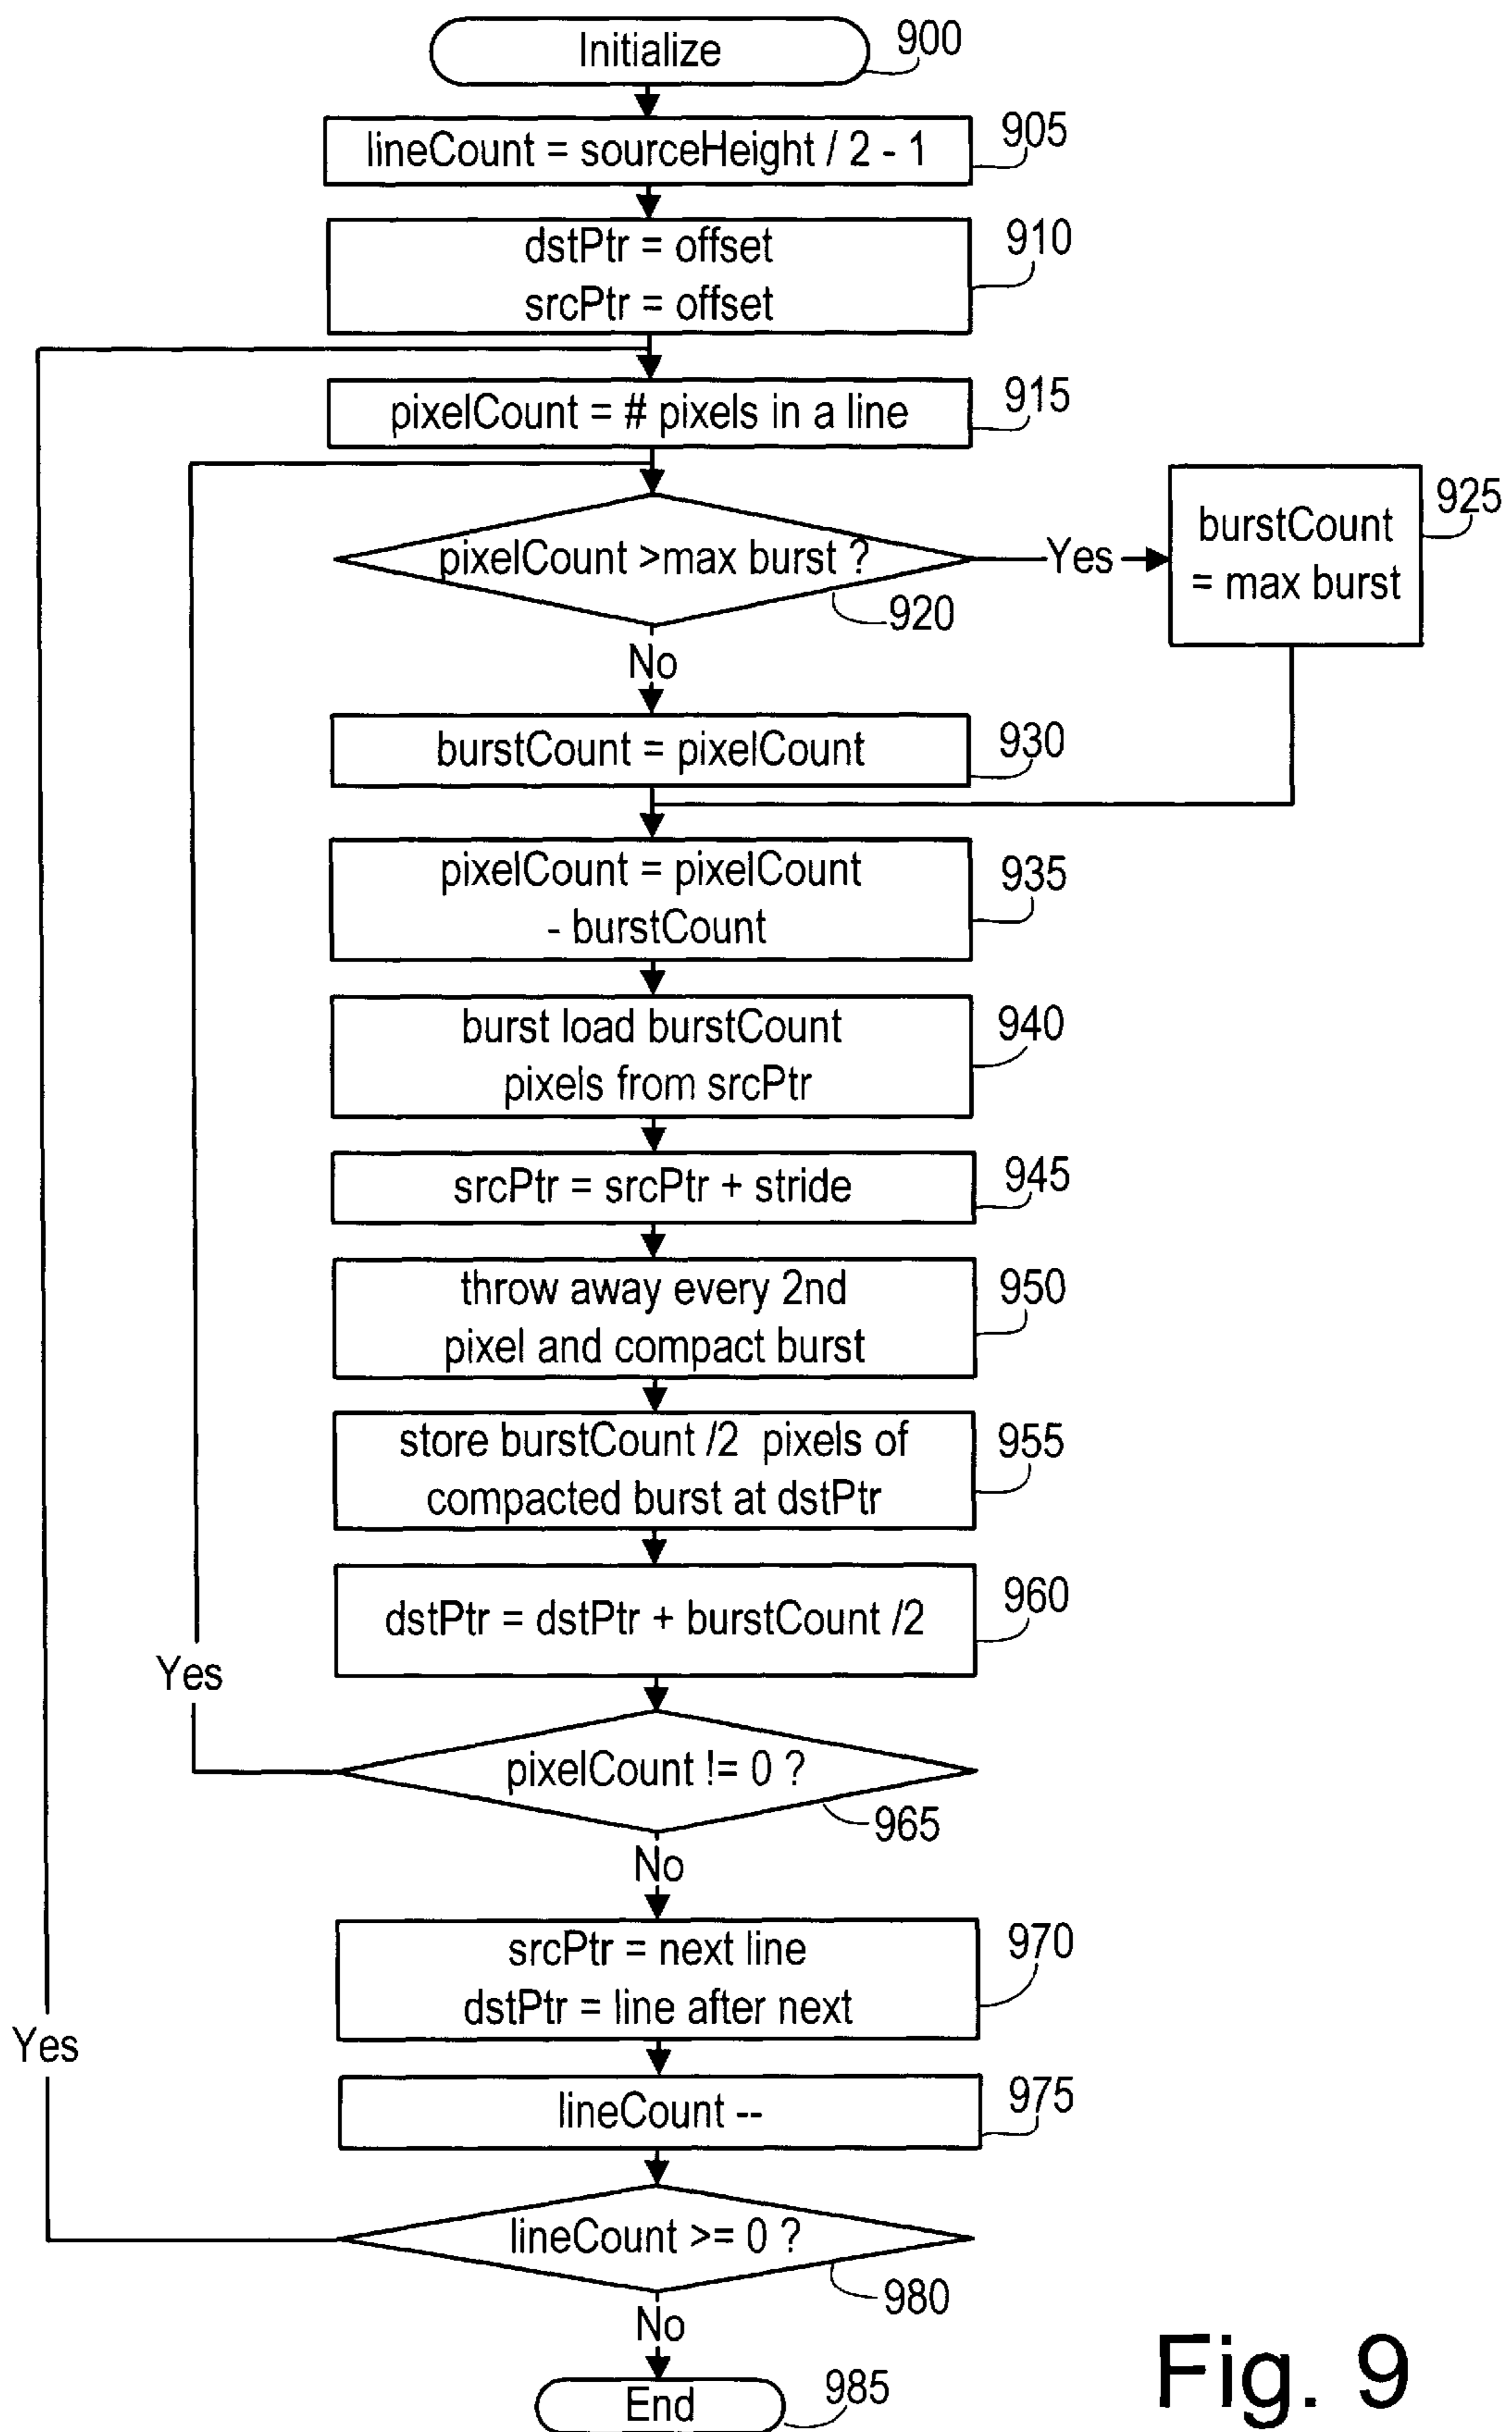 Initialize
900
lineCount = sourceHeight / 2 - 1
905
dstPtr = offset
srcPtr = offset
910
pixelCount = # pixels in a line
915
pixelCount >max burst ?
920
Yes
burstCount
= max burst
925
No
burstCount = pixelCount
930
pixelCount = pixelCount
- burstCount
935
burst load burstCount
pixels from srcPtr
940
srcPtr = srcPtr + stride
945
throw away every 2nd
pixel and compact burst
950
store burstCount /2 pixels of
compacted burst at dstPtr
955
dstPtr = dstPtr + burstCount /2
960
Yes
pixelCount != 0 ?
965
No
srcPtr = next line
dstPtr = line after next
970
Yes
lineCount --
975
lineCount >= 0 ?
980
No
End
985
Fig. 9